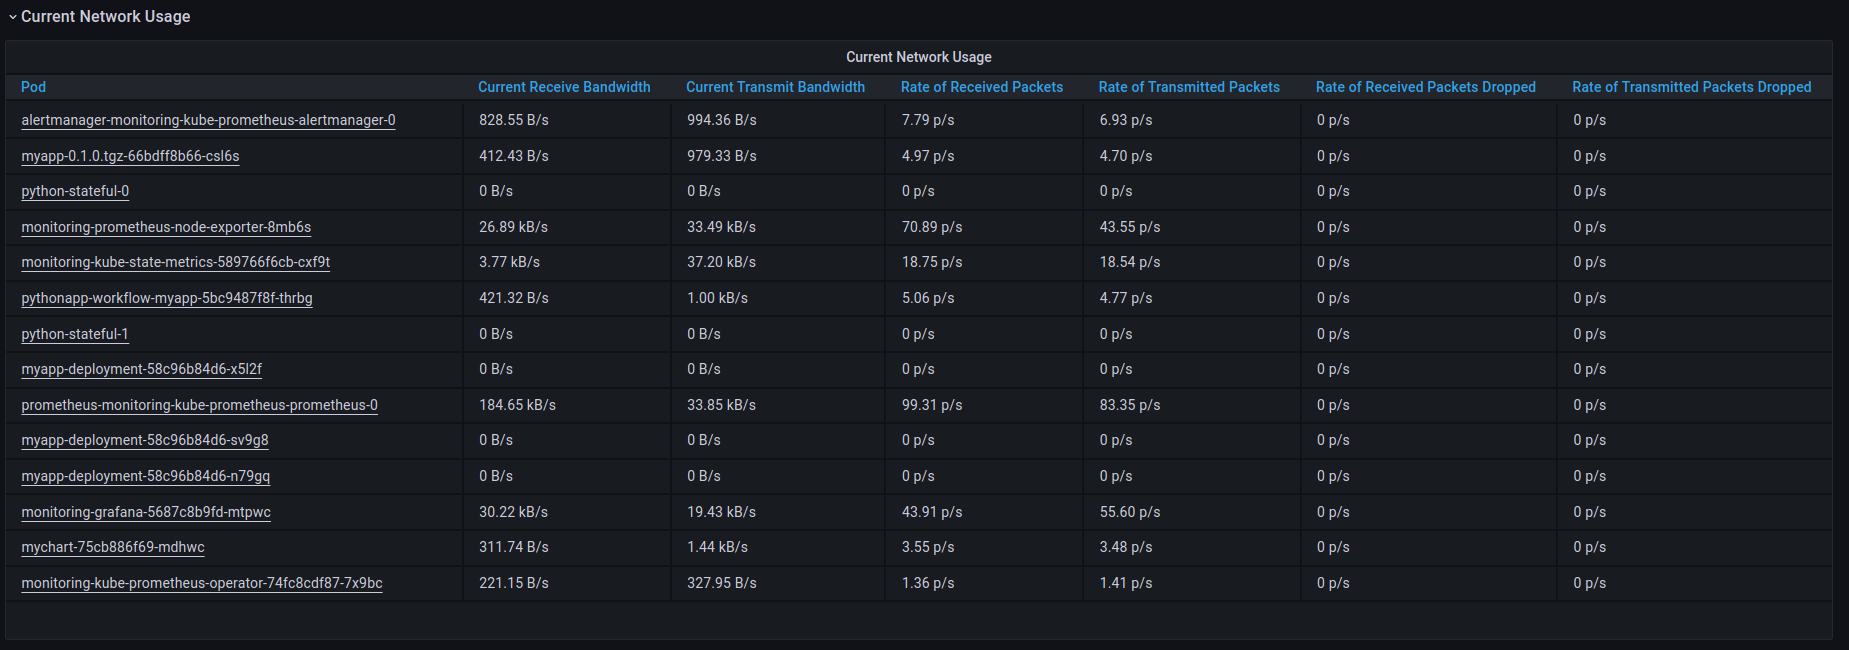 Current Network Usage
Current Network Usage
Pod Current Receive Bandwidth Current Transmit Bandwidth Rate of Received Packets Rate of Transmitted Packets Rate of Received Packets Dropped Rate of Transmitted Packets Dropped
alertmanager-monitoring-kube-prometheus-alertmanager-0 828.55 B/s 994.36 B/s 7.79 p/s 6.93 p/s 0 p/s 0 p/s
myapp-0.1.0.tgz-66bdff8b66-csl6s 412.43 B/s 979.33 B/s 4.97 p/s 4.70 p/s 0 p/s 0 p/s
python-stateful-0 0 B/s 0 B/s 0 p/s 0 p/s 0 p/s 0 p/s
monitoring-prometheus-node-exporter-8mb6s 26.89 kB/s 33.49 kB/s 70.89 p/s 43.55 p/s 0 p/s 0 p/s
monitoring-kube-state-metrics-589766f6cb-cxf9t 3.77 kB/s 37.20 kB/s 18.75 p/s 18.54 p/s 0 p/s 0 p/s
pythonapp-workflow-myapp-5bc9487f8f-thrbg 421.32 B/s 1.00 kB/s 5.06 p/s 4.77 p/s 0 p/s 0 p/s
python-stateful-1 0 B/s 0 B/s 0 p/s 0 p/s 0 p/s 0 p/s
myapp-deployment-58c96b84d6-x5l2f 0 B/s 0 B/s 0 p/s 0 p/s 0 p/s 0 p/s
prometheus-monitoring-kube-prometheus-prometheus-0 184.65 kB/s 33.85 kB/s 99.31 p/s 83.35 p/s 0 p/s 0 p/s
myapp-deployment-58c96b84d6-sv9g8 0 B/s 0 B/s 0 p/s 0 p/s 0 p/s 0 p/s
myapp-deployment-58c96b84d6-n79gq 0 B/s 0 B/s 0 p/s 0 p/s 0 p/s 0 p/s
monitoring-grafana-5687c8b9fd-mtpwc 30.22 kB/s 19.43 kB/s 43.91 p/s 55.60 p/s 0 p/s 0 p/s
mychart-75cb886f69-mdhwc 311.74 B/s 1.44 kB/s 3.55 p/s 3.48 p/s 0 p/s 0 p/s
monitoring-kube-prometheus-operator-74fc8cdf87-7x9bc 221.15 B/s 327.95 B/s 1.36 p/s 1.41 p/s 0 p/s 0 p/s